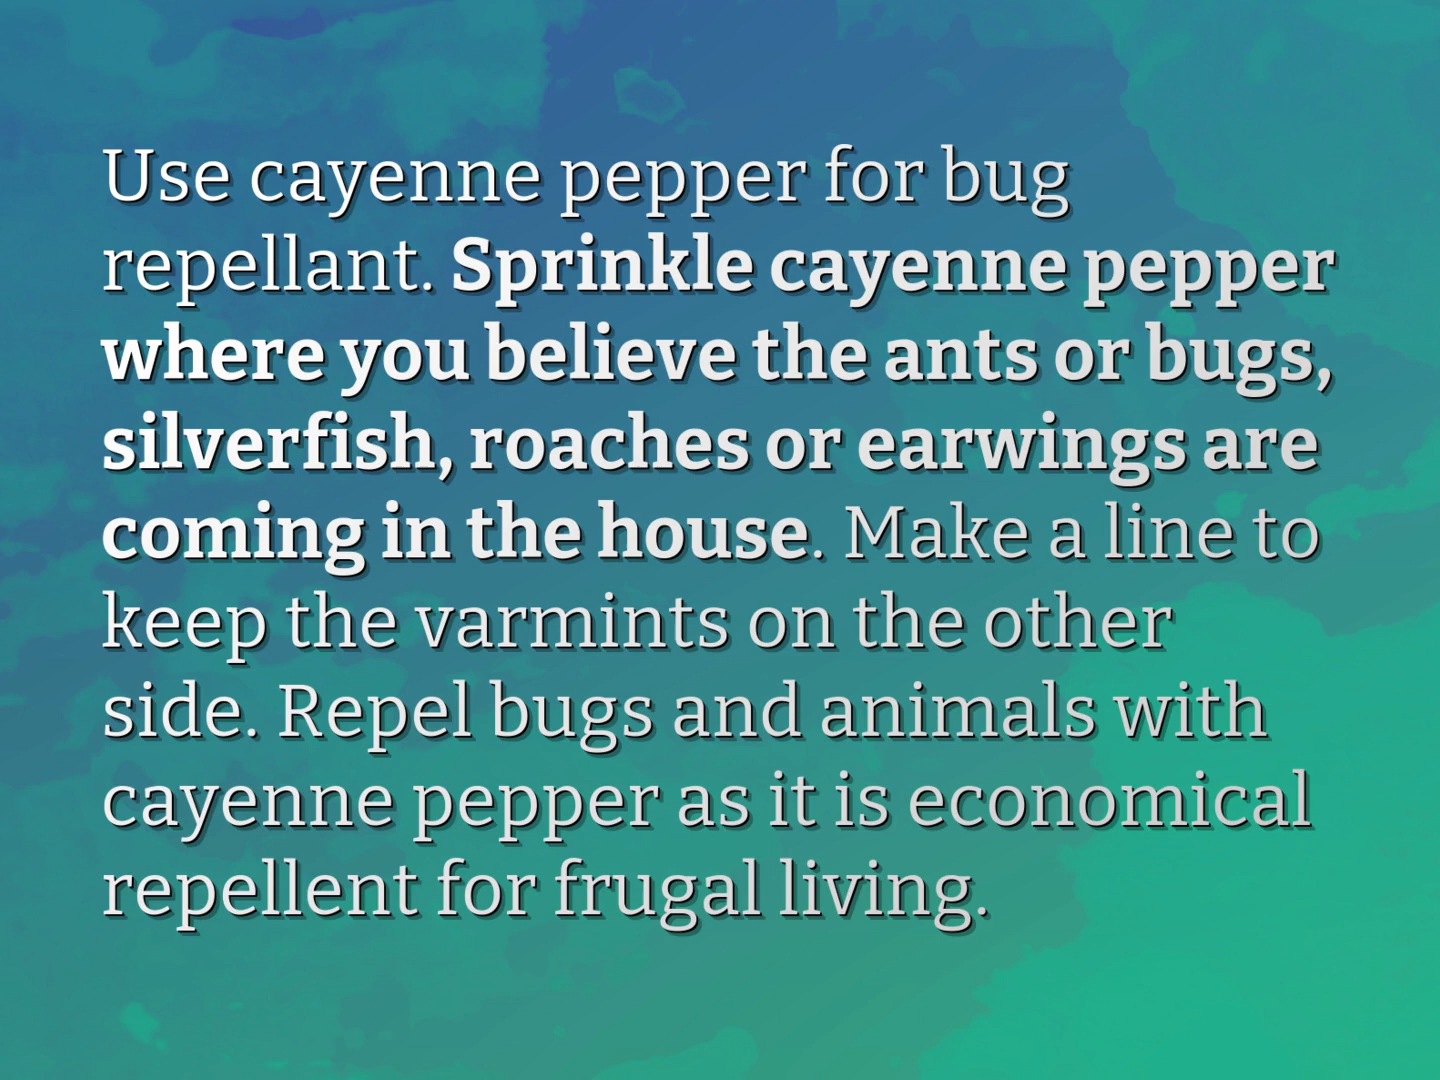 Use cayenne pepper for bug
repellant. Sprinkle cayenne pepper
where you believe the ants or bugs,
silverfish, roaches or earwings are
coming in the house. Make a line to
keep the varmints on the other
side. Repel bugs and animals with
cayenne pepper as it is economical
repellent for frugal living.